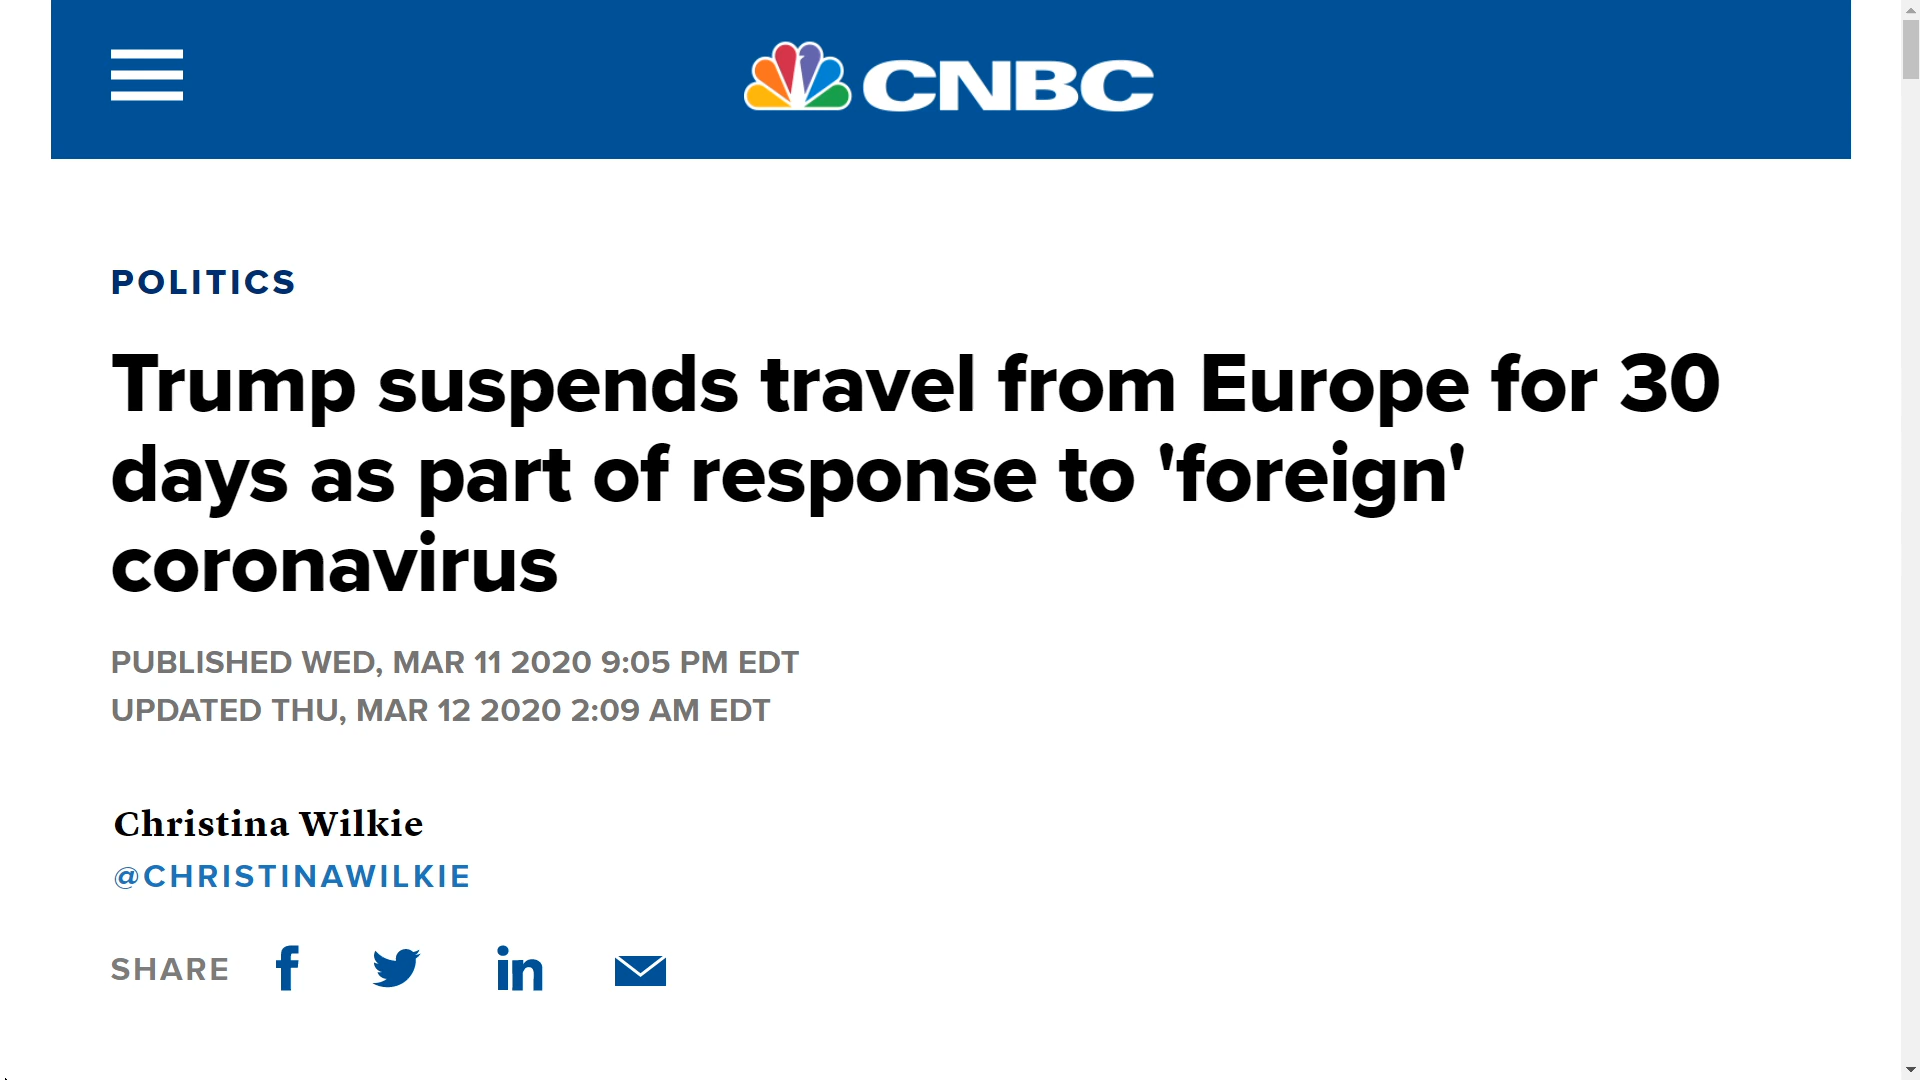 CNBC
POLITICS
Trump suspends travel from Europe for 30
days as part of response to 'foreign'
coronavirus
PUBLISHED WED, MAR 11 2020 9:05 PM EDT
UPDATED THU, MAR 12 2020 2:09 AM EDT
Christina Wilkie
@CHRISTINAWILKIE
SHARE